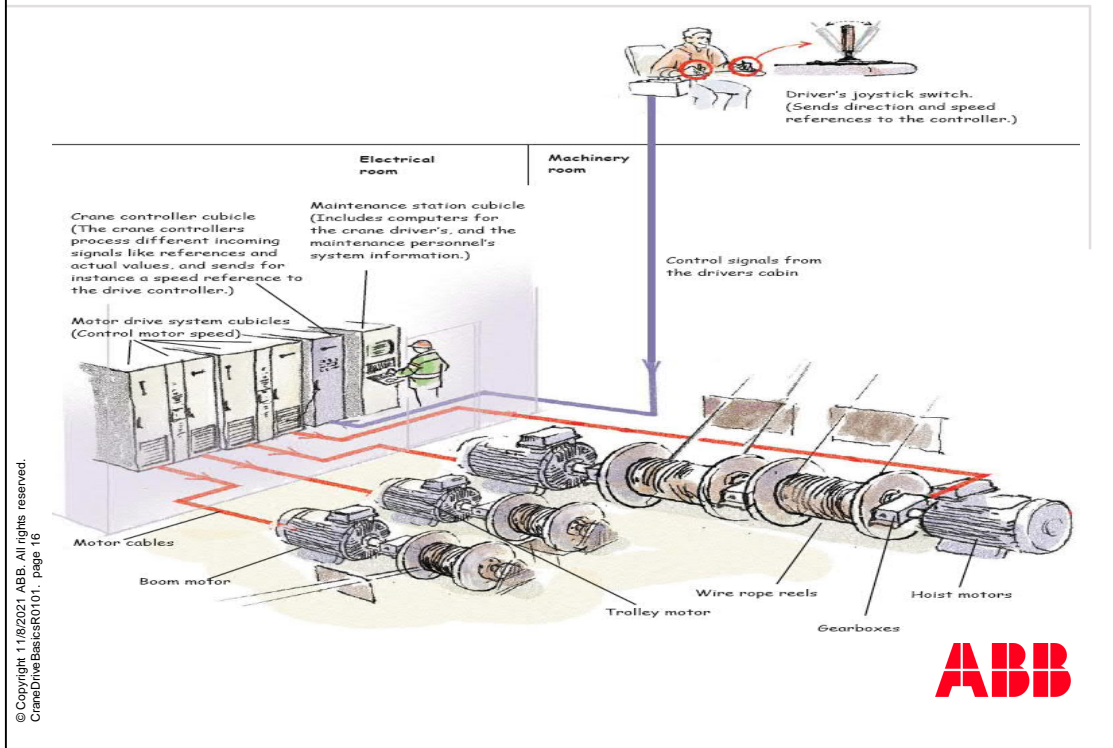 Driver's joystick switch.
(Sends direction and speed
references to the controller.)
Electrical
room
Machinery
room
Crane controller cubicle
(The crane controllers
process different incoming
signals like references and
actual values, and sends for
instance a speed reference to
the drive controller.)
Maintenance station cubicle
(Includes computers for
the crane driver's, and the
maintenance personnel's
system information.)
Control signals from
the drivers cabin
Motor drive system cubicles
(Control motor speed)
Motor cables
Boom motor
Trolley motor
Wire rope reels
Gearboxes
Hoist motors
© Copyright 11/8/2021 ABB. All rights reserved.
CraneDriveBasicsR0101. page 16
ABB